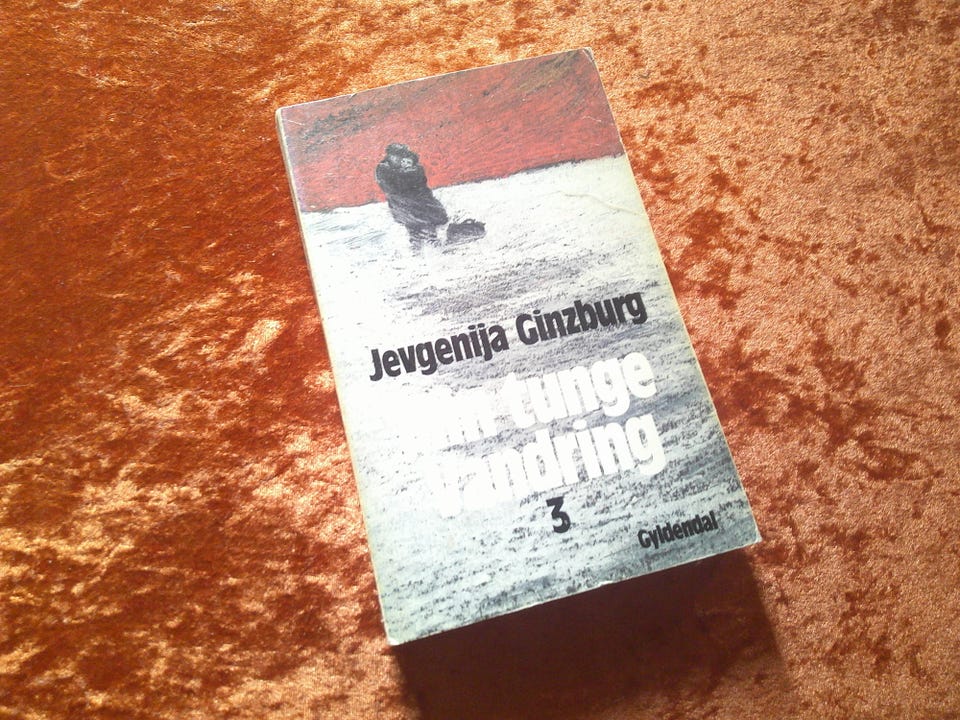 Jevgenija Ginzburg
tunge
vandring
3
Gyldendal